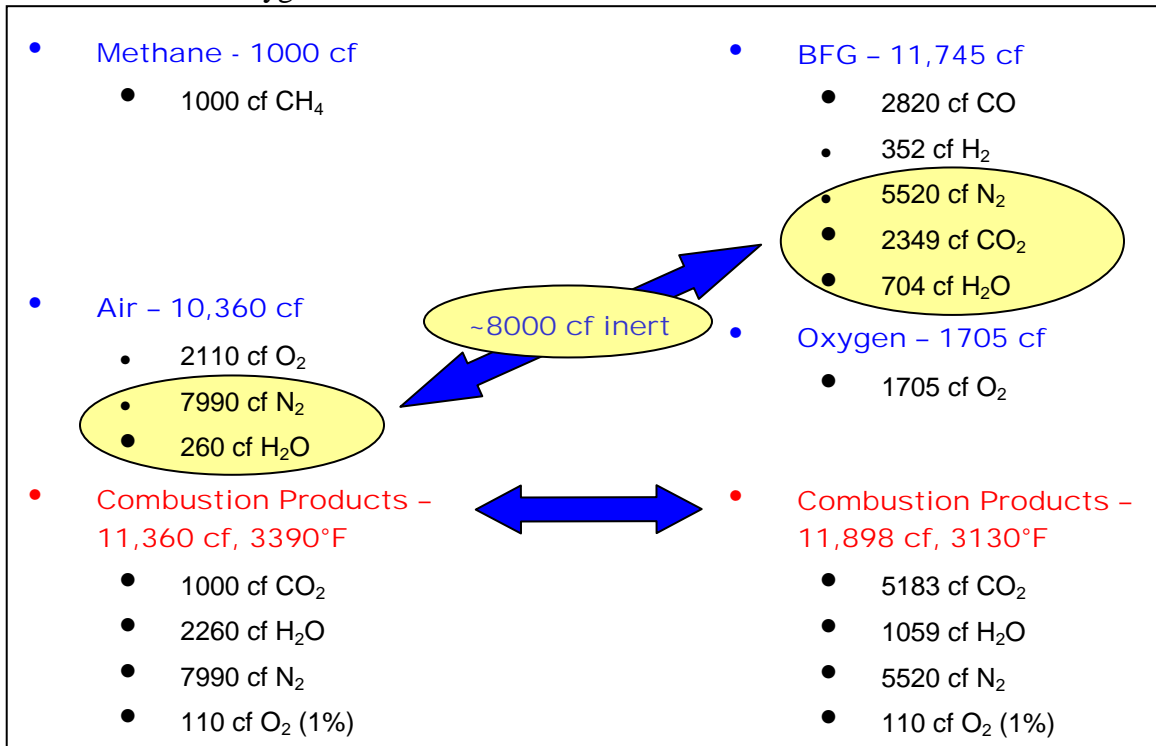 • Methane - 1000 cf
• 1000 cf CH₄
• Air – 10,360 cf
• 2110 cf O₂
• 7990 cf N₂
• 260 cf H₂O
• Combustion Products –
11,360 cf, 3390°F
• 1000 cf CO₂
• 2260 cf H₂O
• 7990 cf N₂
• 110 cf O₂ (1%)
~8000 cf inert
• BFG – 11,745 cf
• 2820 cf CO
• 352 cf H₂
• 5520 cf N₂
• 2349 cf CO₂
• 704 cf H₂O
• Oxygen – 1705 cf
• 1705 cf O₂
• Combustion Products –
11,898 cf, 3130°F
• 5183 cf CO₂
• 1059 cf H₂O
• 5520 cf N₂
• 110 cf O₂ (1%)